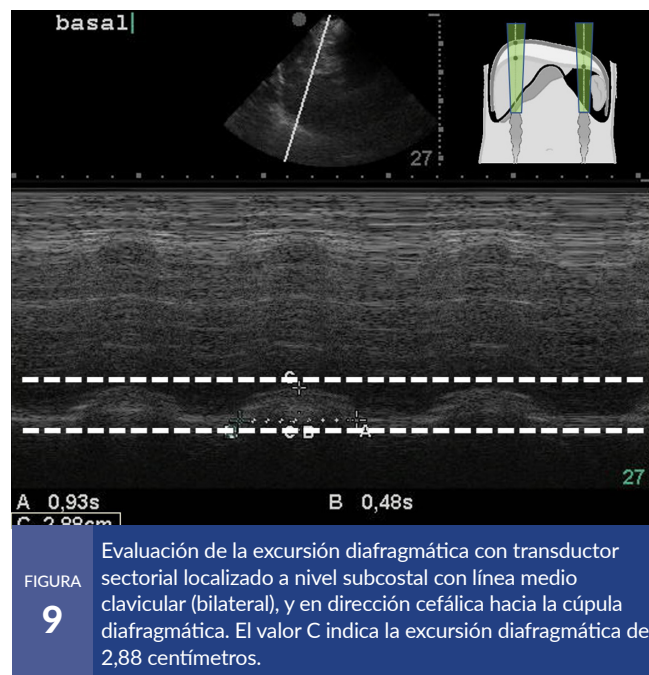 basal
27
C
C B A
27
A 0,93s B 0,48s
C 2,88cm
FIGURA
9
Evaluación de la excursión diafragmática con transductor
sectorial localizado a nivel subcostal con línea medio
clavicular (bilateral), y en dirección cefálica hacia la cúpula
diafragmática. El valor C indica la excursión diafragmática de
2,88 centímetros.